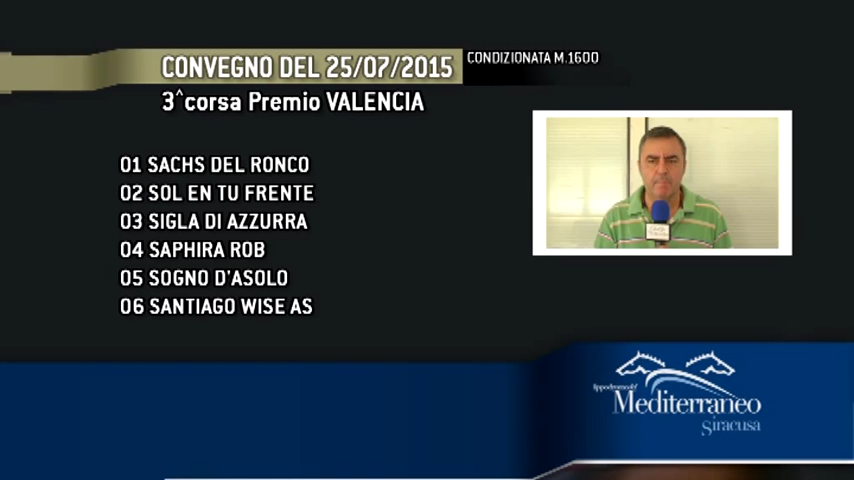 CONVEGNO DEL 25/07/2015
CONDIZIONATA M.1600
3^corsa Premio VALENCIA
01 SACHS DEL RONCO
02 SOL EN TU FRENTE
03 SIGLA DI AZZURRA
04 SAPHIRA ROB
05 SOGNO D'ASOLO
06 SANTIAGO WISE AS
Ippodromo del
Mediterraneo
Siracusa